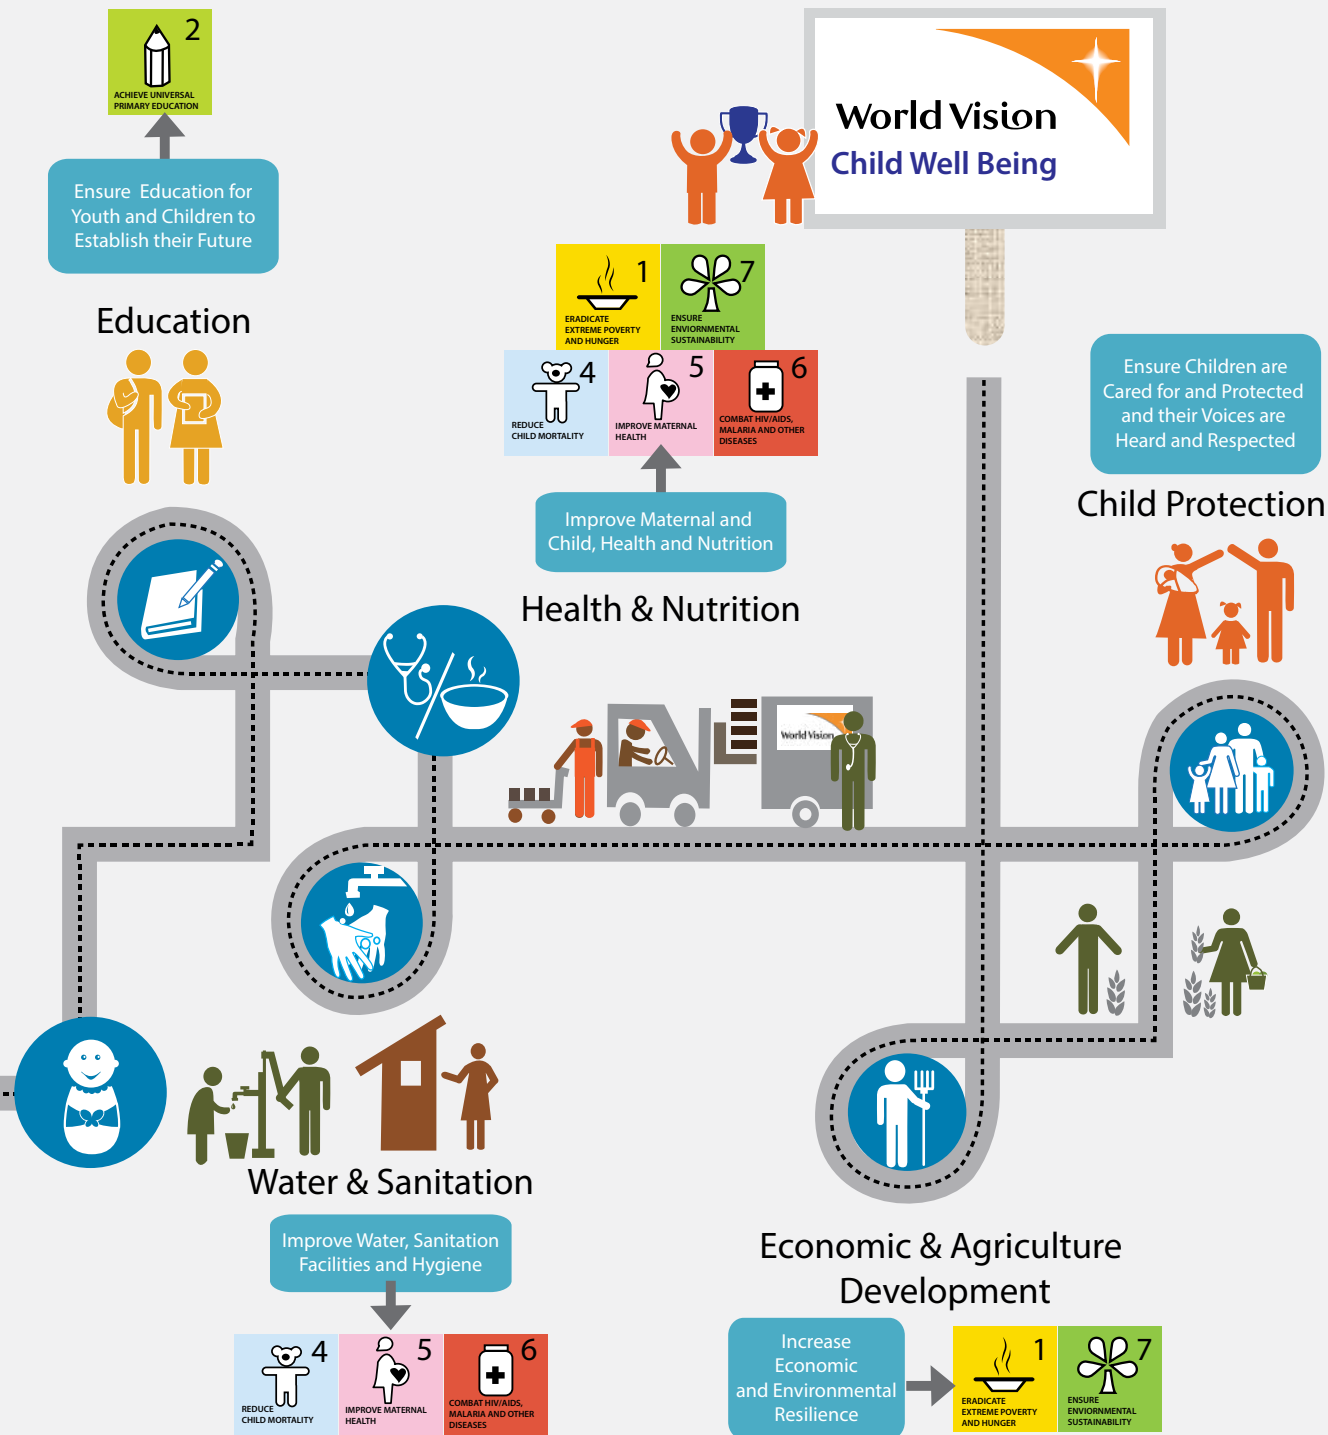 2
ACHIEVE UNIVERSAL
PRIMARY EDUCATION
Ensure Education for
Youth and Children to
Establish their Future
Education
World Vision
Child Well Being
1
ERADICATE
EXTREME POVERTY
AND HUNGER
7
ENSURE
ENVIORNMENTAL
SUSTAINABILITY
4
REDUCE
CHILD MORTALITY
5
IMPROVE MATERNAL
HEALTH
6
COMBAT HIV/AIDS,
MALARIA AND OTHER
DISEASES
Improve Maternal and
Child, Health and Nutrition
Health & Nutrition
Ensure Children are
Cared for and Protected
and their Voices are
Heard and Respected
Child Protection
World Vision
Water & Sanitation
Improve Water, Sanitation
Facilities and Hygiene
4
REDUCE
CHILD MORTALITY
5
IMPROVE MATERNAL
HEALTH
6
COMBAT HIV/AIDS,
MALARIA AND OTHER
DISEASES
Economic & Agriculture
Development
Increase
Economic
and Environmental
Resilience
1
ERADICATE
EXTREME POVERTY
AND HUNGER
7
ENSURE
ENVIORNMENTAL
SUSTAINABILITY